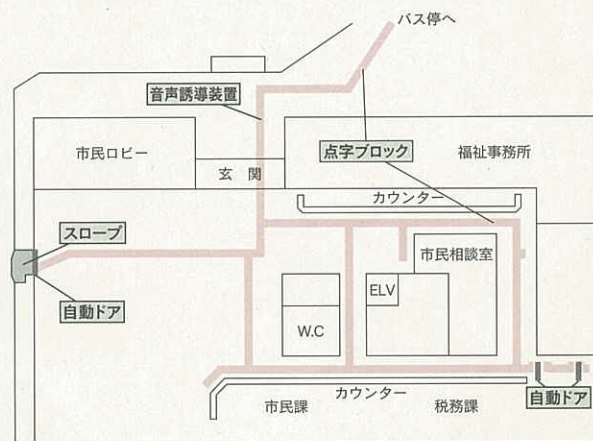 バス停へ
音声誘導装置
市民ロビー
玄 関
点字ブロック
福祉事務所
カウンター
スロープ
市民相談室
自動ドア
ELV
W.C
カウンター
自動ドア
市民課
税務課